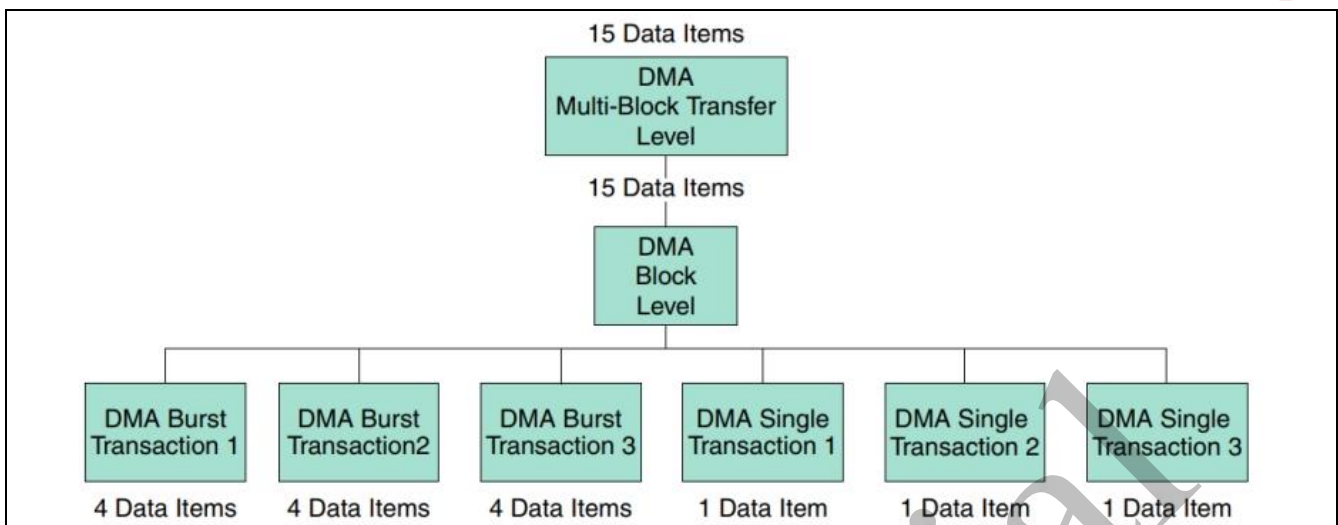 15 Data Items
DMA
Multi-Block Transfer
Level
15 Data Items
DMA
Block
Level
DMA Burst
Transaction 1
DMA Burst
Transaction2
DMA Burst
Transaction 3
DMA Single
Transaction 1
DMA Single
Transaction 2
DMA Single
Transaction 3
4 Data Items
4 Data Items
4 Data Items
1 Data Item
1 Data Item
1 Data Item